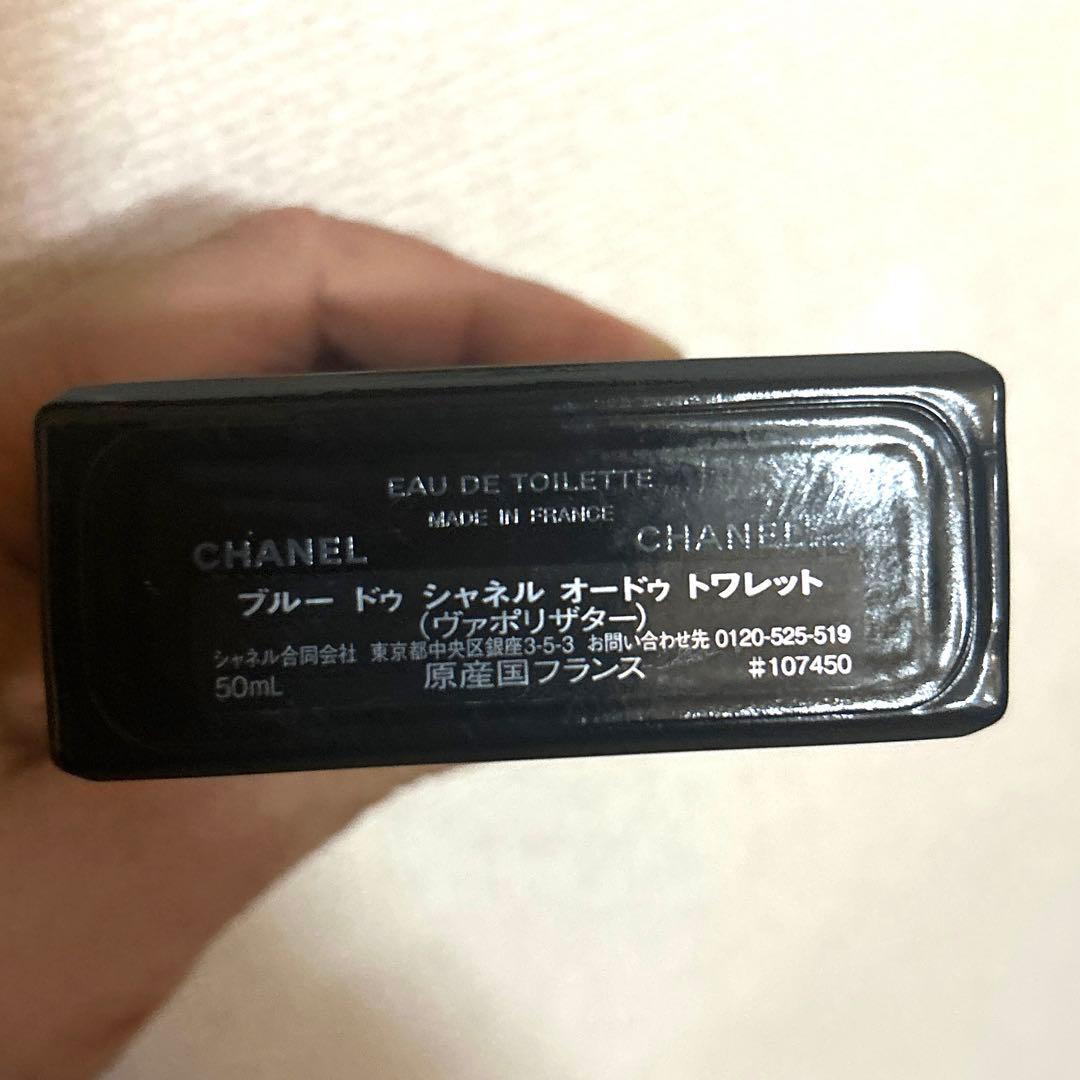 EAU DE TOILETTE
MADE IN FRANCE
CHANEL CHANEL
ブルー ドゥ シャネル オードゥ トワレット
(ヴァポリザター)
シャネル合同会社 東京都中央区銀座3-5-3 お問い合わせ先 0120-525-519
50mL 原産国フランス #107450